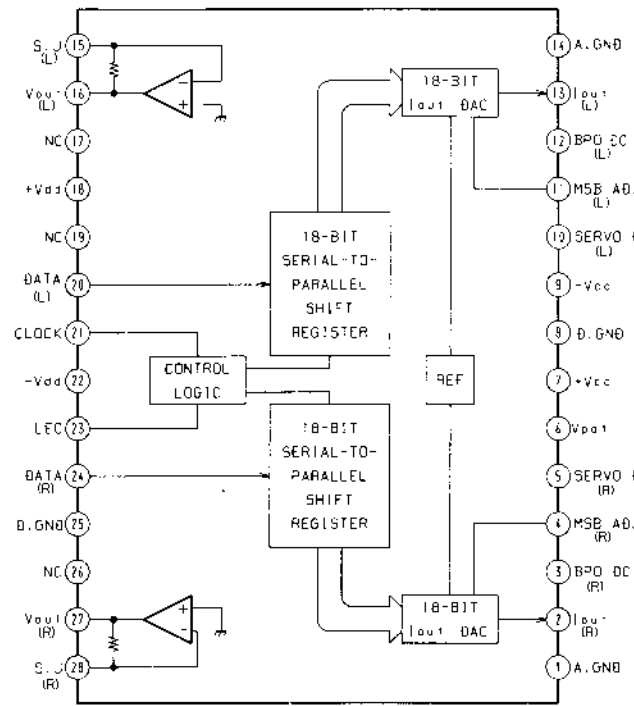 S.J 15
(L)
Vout 16
(L)
NC 17
+Vdd 18
NC 19
DATA 20
(L)
CLOCK 21
-Vdd 22
LEC 23
DATA 24
(R)
D.GND 25
NC 26
Vout 27
(R)
S.J 28
(R)
-
+
+
-
18-BIT
SERIAL-TO-
PARALLEL
SHIFT
REGISTER
CONTROL
LOGIC
18-BIT
SERIAL-TO-
PARALLEL
SHIFT
REGISTER
18-BIT
Iout DAC
REF
18-BIT
Iout DAC
14 A.GND
13 Iout
(L)
12 BPO DC
(L)
11 MSB AD
(L)
10 SERVO
(L)
9 -Vcc
8 D.GND
7 +Vcc
6 Vpot
5 SERVO
(R)
4 MSB AD
(R)
3 BPO DC
(R)
2 Iout
(R)
1 A.GND